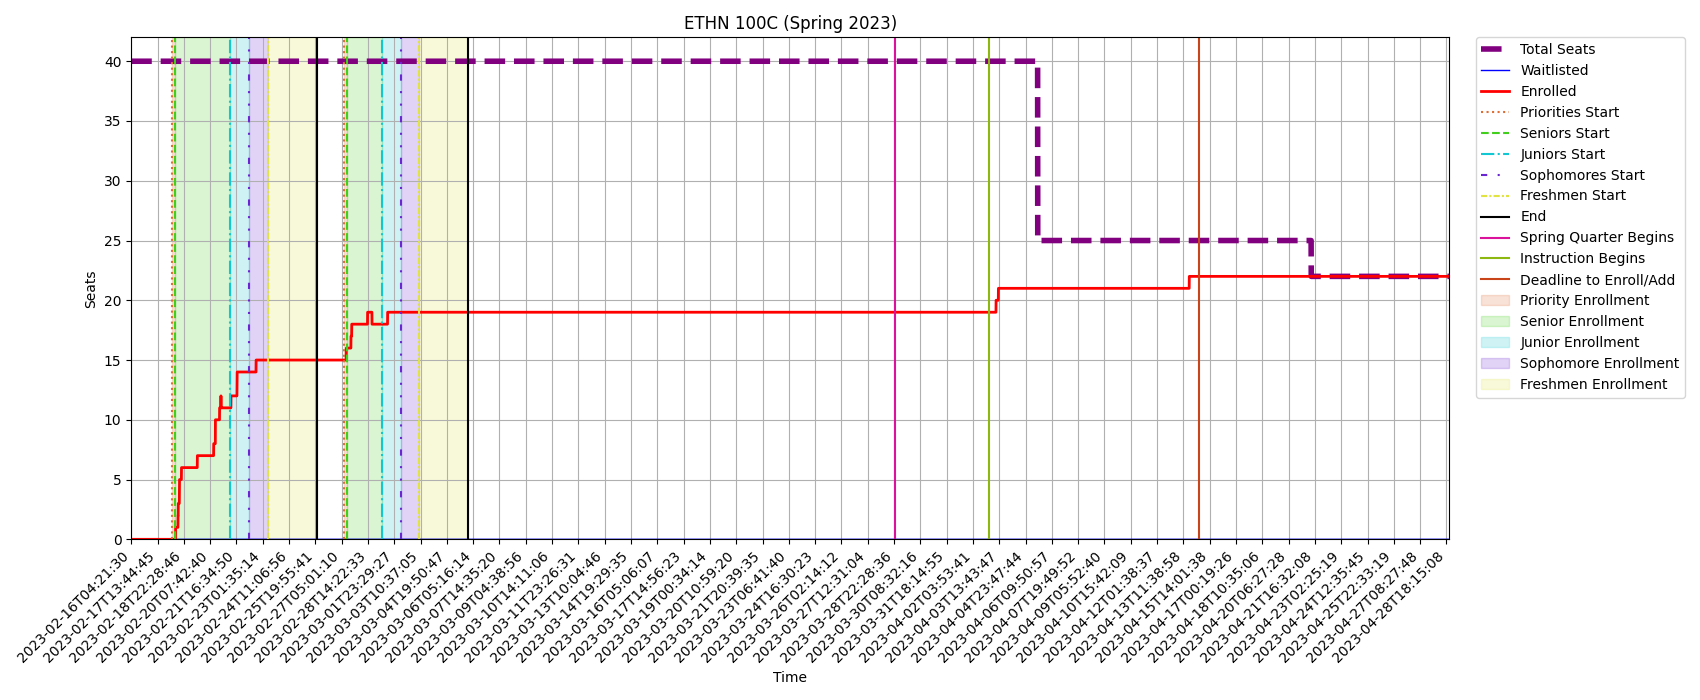 ETHN 100C (Spring 2023)
Seats
40
35
30
25
20
15
10
5
0
2023-02-16T04:21:30
2023-02-17T13:44:45
2023-02-18T22:28:46
2023-02-20T07:42:40
2023-02-21T16:34:50
2023-02-23T01:35:14
2023-02-24T11:06:56
2023-02-25T19:55:41
2023-02-27T05:01:10
2023-02-28T14:22:33
2023-03-01T23:29:27
2023-03-03T10:37:05
2023-03-04T19:50:47
2023-03-06T05:16:14
2023-03-07T14:35:20
2023-03-09T04:38:56
2023-03-10T14:11:06
2023-03-11T23:26:31
2023-03-13T10:04:46
2023-03-14T19:29:35
2023-03-16T05:06:07
2023-03-17T14:56:23
2023-03-19T00:34:14
2023-03-20T10:59:20
2023-03-21T20:39:35
2023-03-23T06:41:40
2023-03-24T16:30:23
2023-03-26T02:14:12
2023-03-27T12:31:04
2023-03-28T22:28:36
2023-03-30T08:32:16
2023-03-31T18:14:55
2023-04-02T03:53:41
2023-04-03T13:43:47
2023-04-04T23:47:44
2023-04-06T09:50:57
2023-04-07T19:49:52
2023-04-09T05:52:40
2023-04-10T15:42:09
2023-04-12T01:38:37
2023-04-13T11:38:58
2023-04-15T14:01:38
2023-04-17T00:19:26
2023-04-18T10:35:06
2023-04-20T06:27:28
2023-04-21T16:32:08
2023-04-23T02:25:19
2023-04-24T12:35:45
2023-04-25T22:33:19
2023-04-27T08:27:48
2023-04-28T18:15:08
Time
Total Seats
Waitlisted
Enrolled
Priorities Start
Seniors Start
Juniors Start
Sophomores Start
Freshmen Start
End
Spring Quarter Begins
Instruction Begins
Deadline to Enroll/Add
Priority Enrollment
Senior Enrollment
Junior Enrollment
Sophomore Enrollment
Freshmen Enrollment